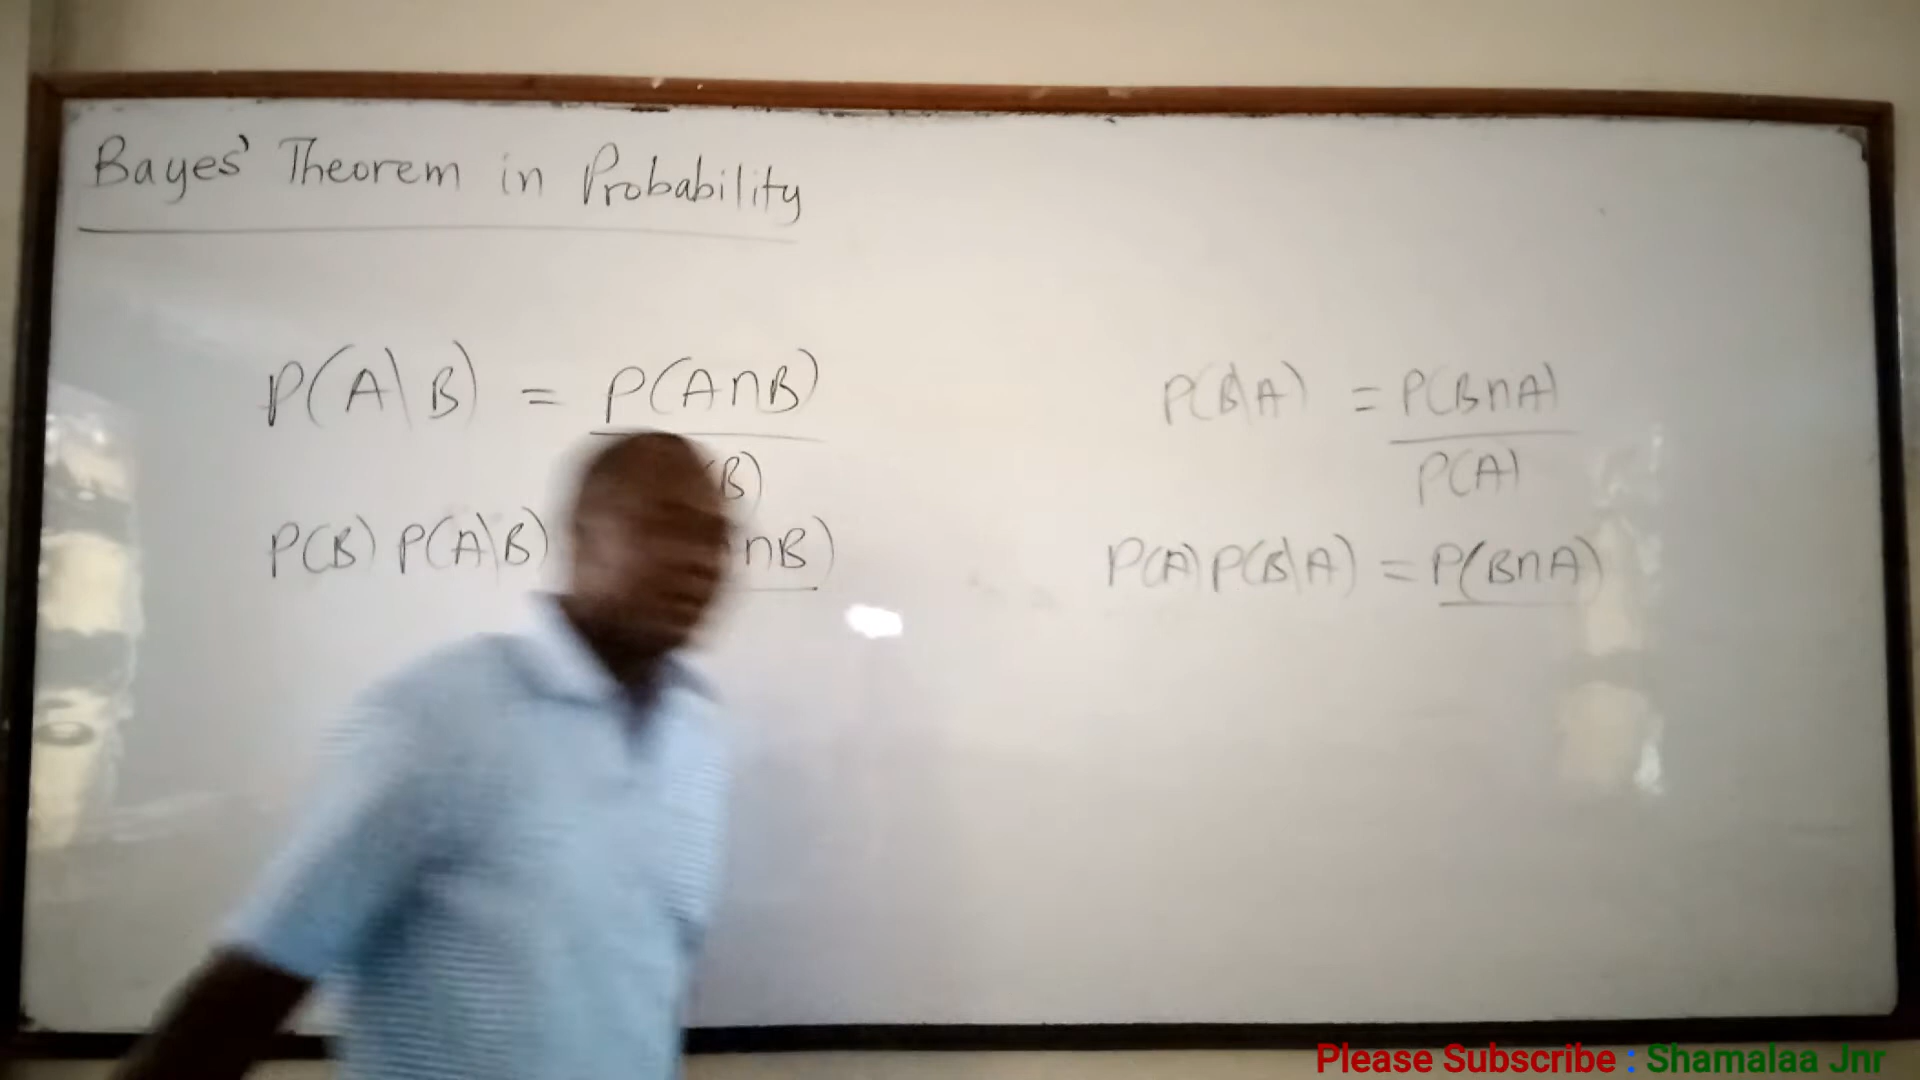 Bayes' Theorem in Probability
P(A\B) = P(A∩B)
B)
P(B) P(A\B) ∩B)
P(B\A) = P(B∩A)
P(A)
P(A) P(B\A) = P(B∩A)
Please Subscribe : Shamalaa Jnr